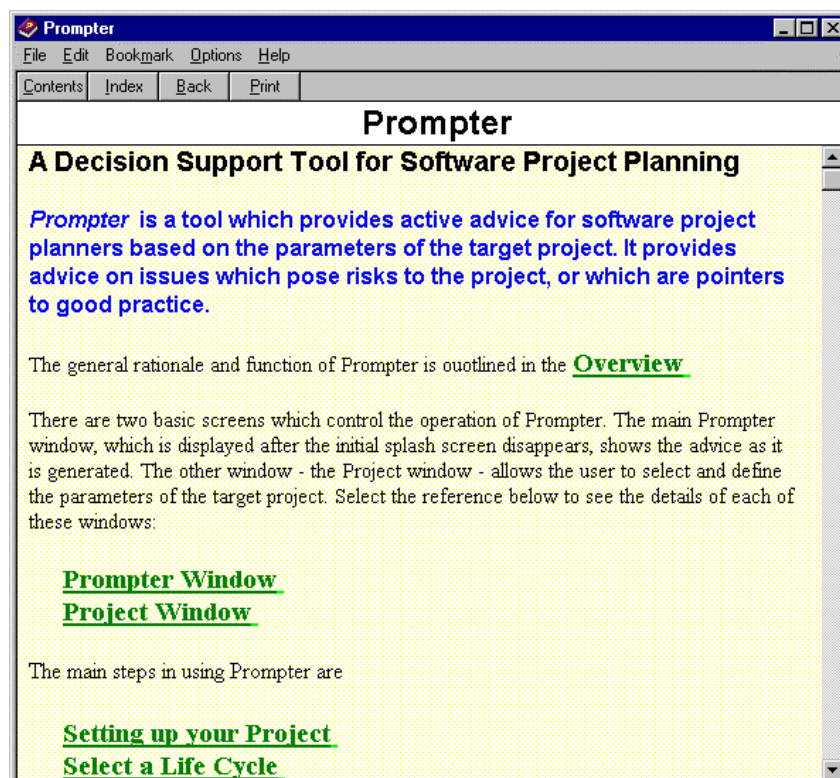 Prompter
File Edit Bookmark Options Help
Contents Index Back Print
Prompter
A Decision Support Tool for Software Project Planning
Prompter is a tool which provides active advice for software project
planners based on the parameters of the target project. It provides
advice on issues which pose risks to the project, or which are pointers
to good practice.
The general rationale and function of Prompter is ouotlined in the Overview
There are two basic screens which control the operation of Prompter. The main Prompter
window, which is displayed after the initial splash screen disappears, shows the advice as it
is generated. The other window - the Project window - allows the user to select and define
the parameters of the target project. Select the reference below to see the details of each of
these windows:
Prompter Window
Project Window
The main steps in using Prompter are
Setting up your Project
Select a Life Cycle